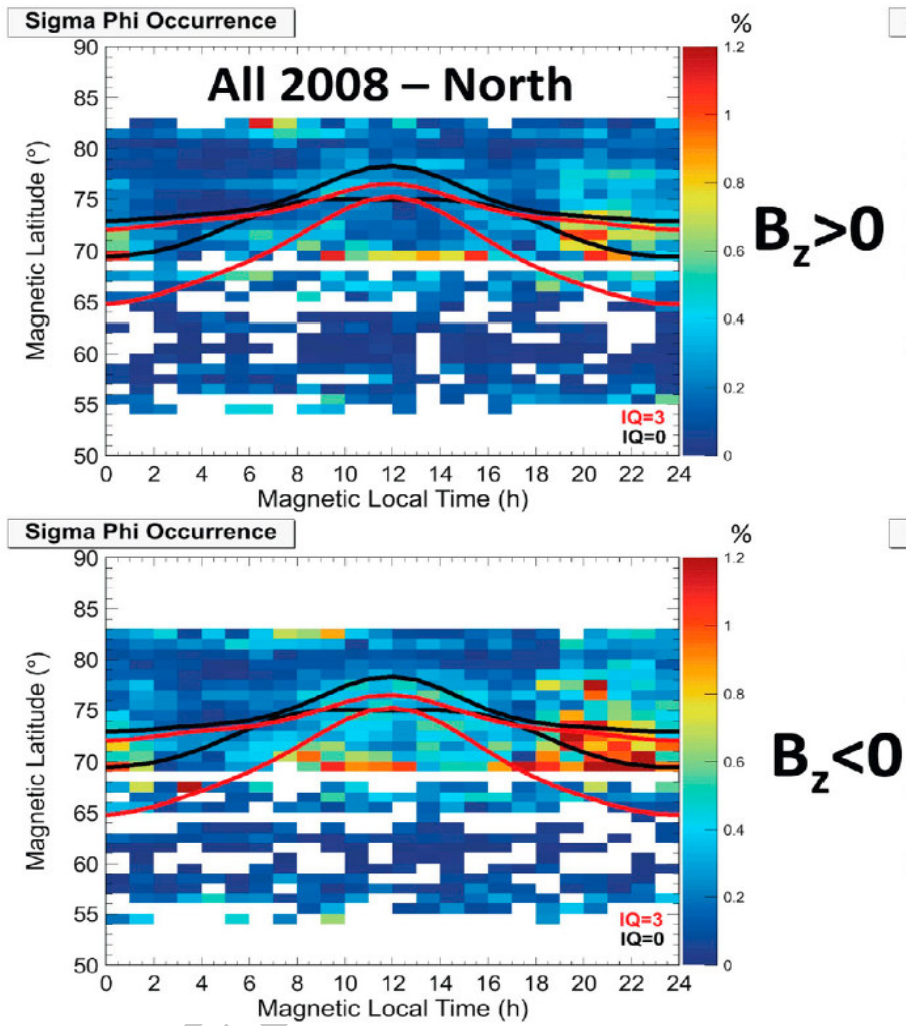 Sigma Phi Occurrence
%
All 2008 – North
90
85
80
75
70
65
60
55
50
Magnetic Latitude (°)
1.2
1
0.8
0.6
0.4
0.2
0
B_z>0
IQ=3
IQ=0
0 2 4 6 8 10 12 14 16 18 20 22 24
Magnetic Local Time (h)
Sigma Phi Occurrence
%
90
85
80
75
70
65
60
55
50
Magnetic Latitude (°)
1.2
1
0.8
0.6
0.4
0.2
0
B_z<0
IQ=3
IQ=0
0 2 4 6 8 10 12 14 16 18 20 22 24
Magnetic Local Time (h)